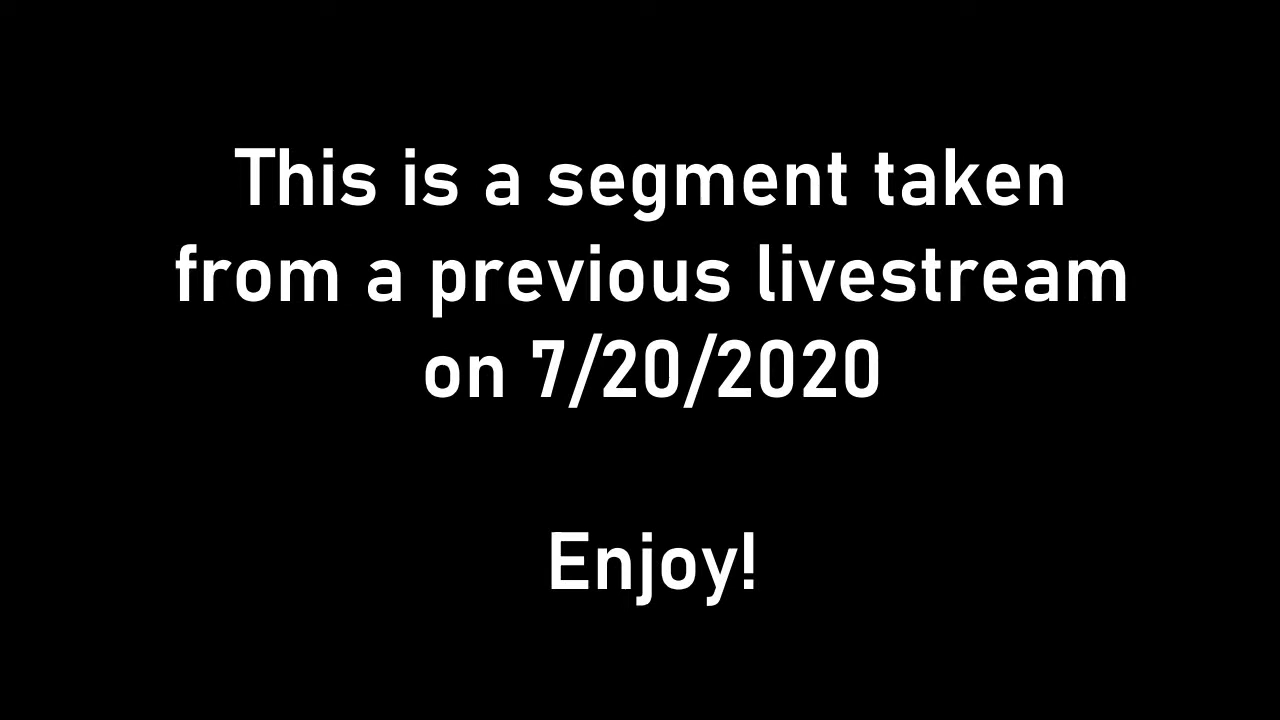 This is a segment taken
from a previous livestream
on 7/20/2020
Enjoy!